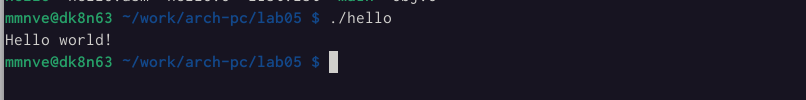 mmnve@dk8n63 ~/work/arch-pc/lab05 $ ./hello
Hello world!
mmnve@dk8n63 ~/work/arch-pc/lab05 $